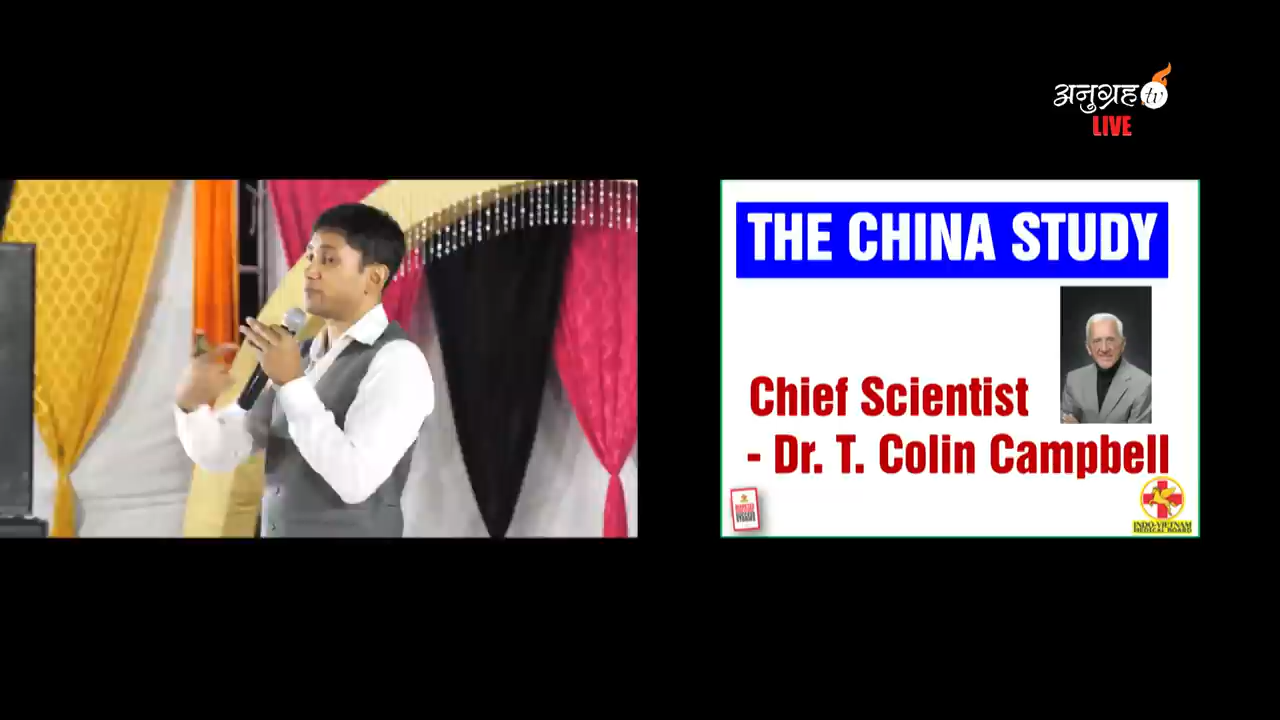 अनुग्रह tv
LIVE
THE CHINA STUDY
Chief Scientist
- Dr. T. Colin Campbell
INDO-VIETNAM
MEDICAL BOARD